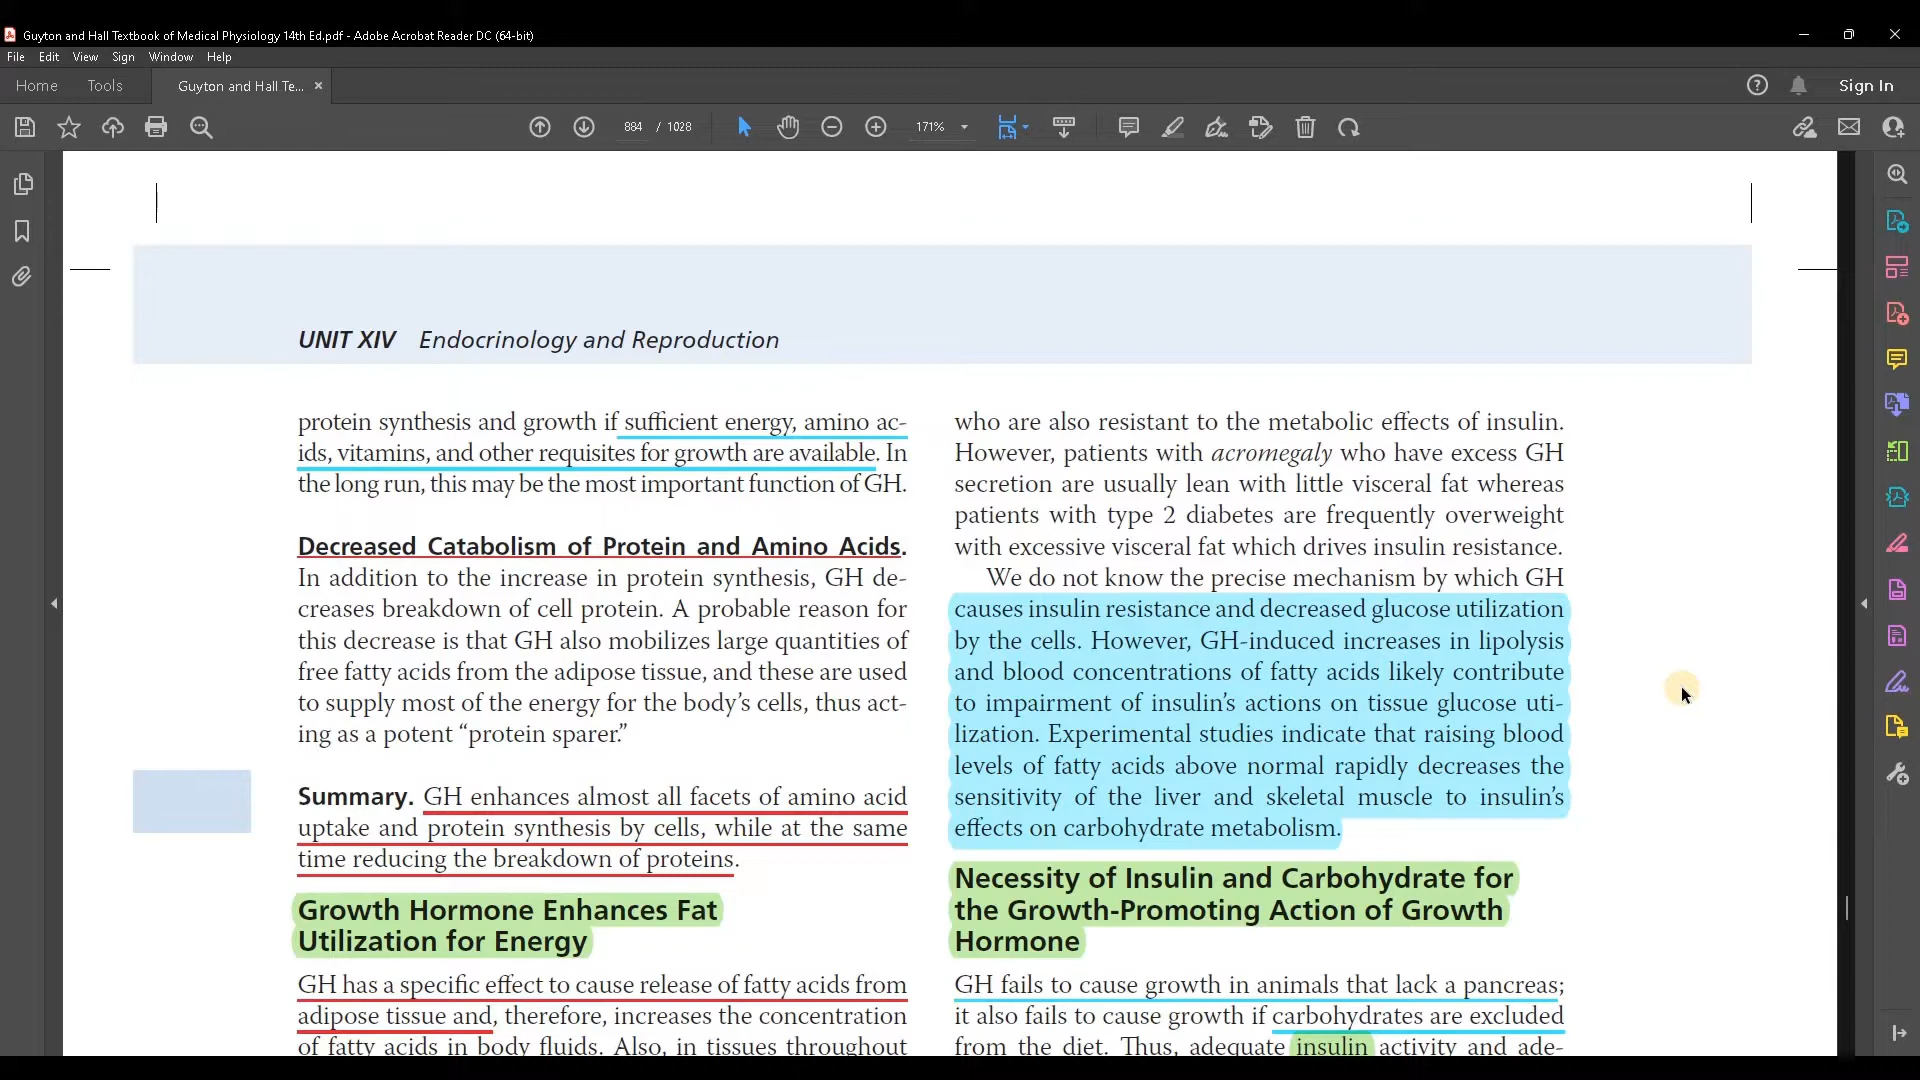 Guyton and Hall Textbook of Medical Physiology 14th Ed.pdf - Adobe Acrobat Reader DC (64-bit)
File Edit View Sign Window Help
Home Tools Guyton and Hall Te... × Sign In
884 / 1028 171%
UNIT XIV Endocrinology and Reproduction
protein synthesis and growth if sufficient energy, amino ac-
ids, vitamins, and other requisites for growth are available. In
the long run, this may be the most important function of GH.
Decreased Catabolism of Protein and Amino Acids.
In addition to the increase in protein synthesis, GH de-
creases breakdown of cell protein. A probable reason for
this decrease is that GH also mobilizes large quantities of
free fatty acids from the adipose tissue, and these are used
to supply most of the energy for the body's cells, thus act-
ing as a potent “protein sparer.”
Summary. GH enhances almost all facets of amino acid
uptake and protein synthesis by cells, while at the same
time reducing the breakdown of proteins.
Growth Hormone Enhances Fat
Utilization for Energy
GH has a specific effect to cause release of fatty acids from
adipose tissue and, therefore, increases the concentration
of fatty acids in body fluids. Also, in tissues throughout
who are also resistant to the metabolic effects of insulin.
However, patients with acromegaly who have excess GH
secretion are usually lean with little visceral fat whereas
patients with type 2 diabetes are frequently overweight
with excessive visceral fat which drives insulin resistance.
We do not know the precise mechanism by which GH
causes insulin resistance and decreased glucose utilization
by the cells. However, GH-induced increases in lipolysis
and blood concentrations of fatty acids likely contribute
to impairment of insulin's actions on tissue glucose uti-
lization. Experimental studies indicate that raising blood
levels of fatty acids above normal rapidly decreases the
sensitivity of the liver and skeletal muscle to insulin's
effects on carbohydrate metabolism.
Necessity of Insulin and Carbohydrate for
the Growth-Promoting Action of Growth
Hormone
GH fails to cause growth in animals that lack a pancreas;
it also fails to cause growth if carbohydrates are excluded
from the diet. Thus, adequate insulin activity and ade-